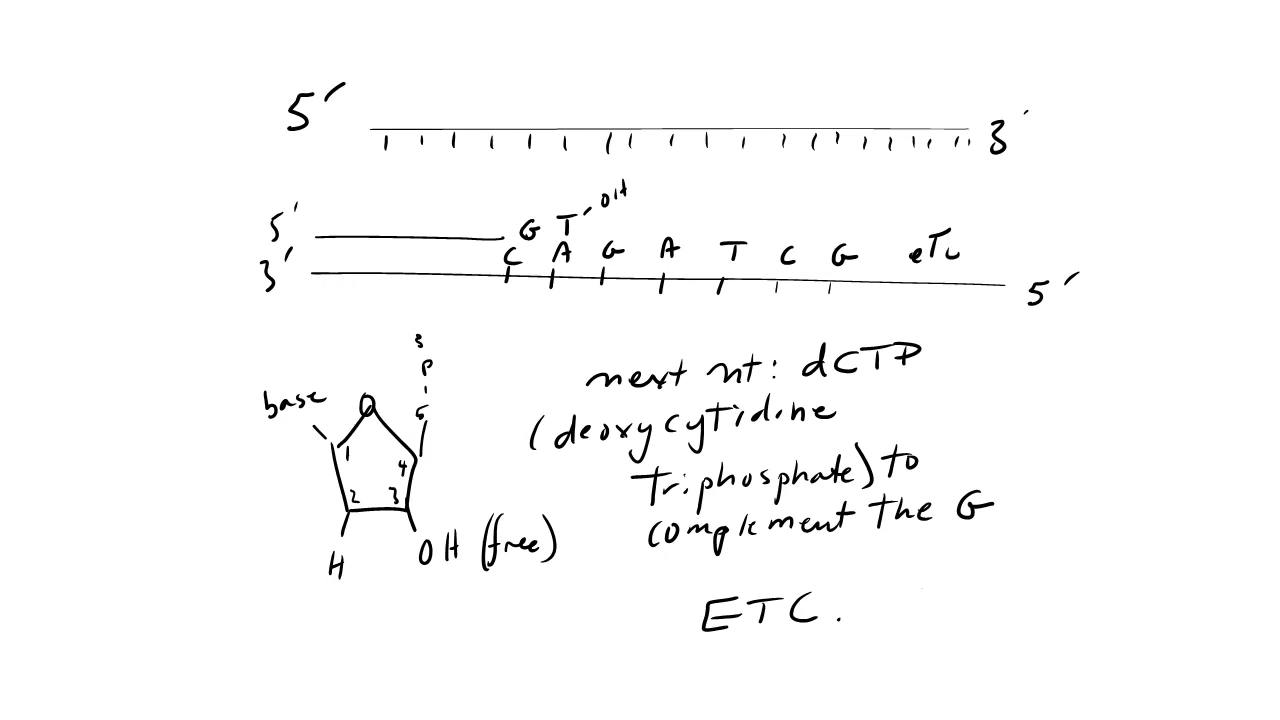 5′ 3′
5′ G T OH
3′ C A G A T C G etc 5′
3
P
base O 5
1 4
2 3
H OH (free)
next nt: dCTP
(deoxycytidine
triphosphate) to
complement the G
ETC.